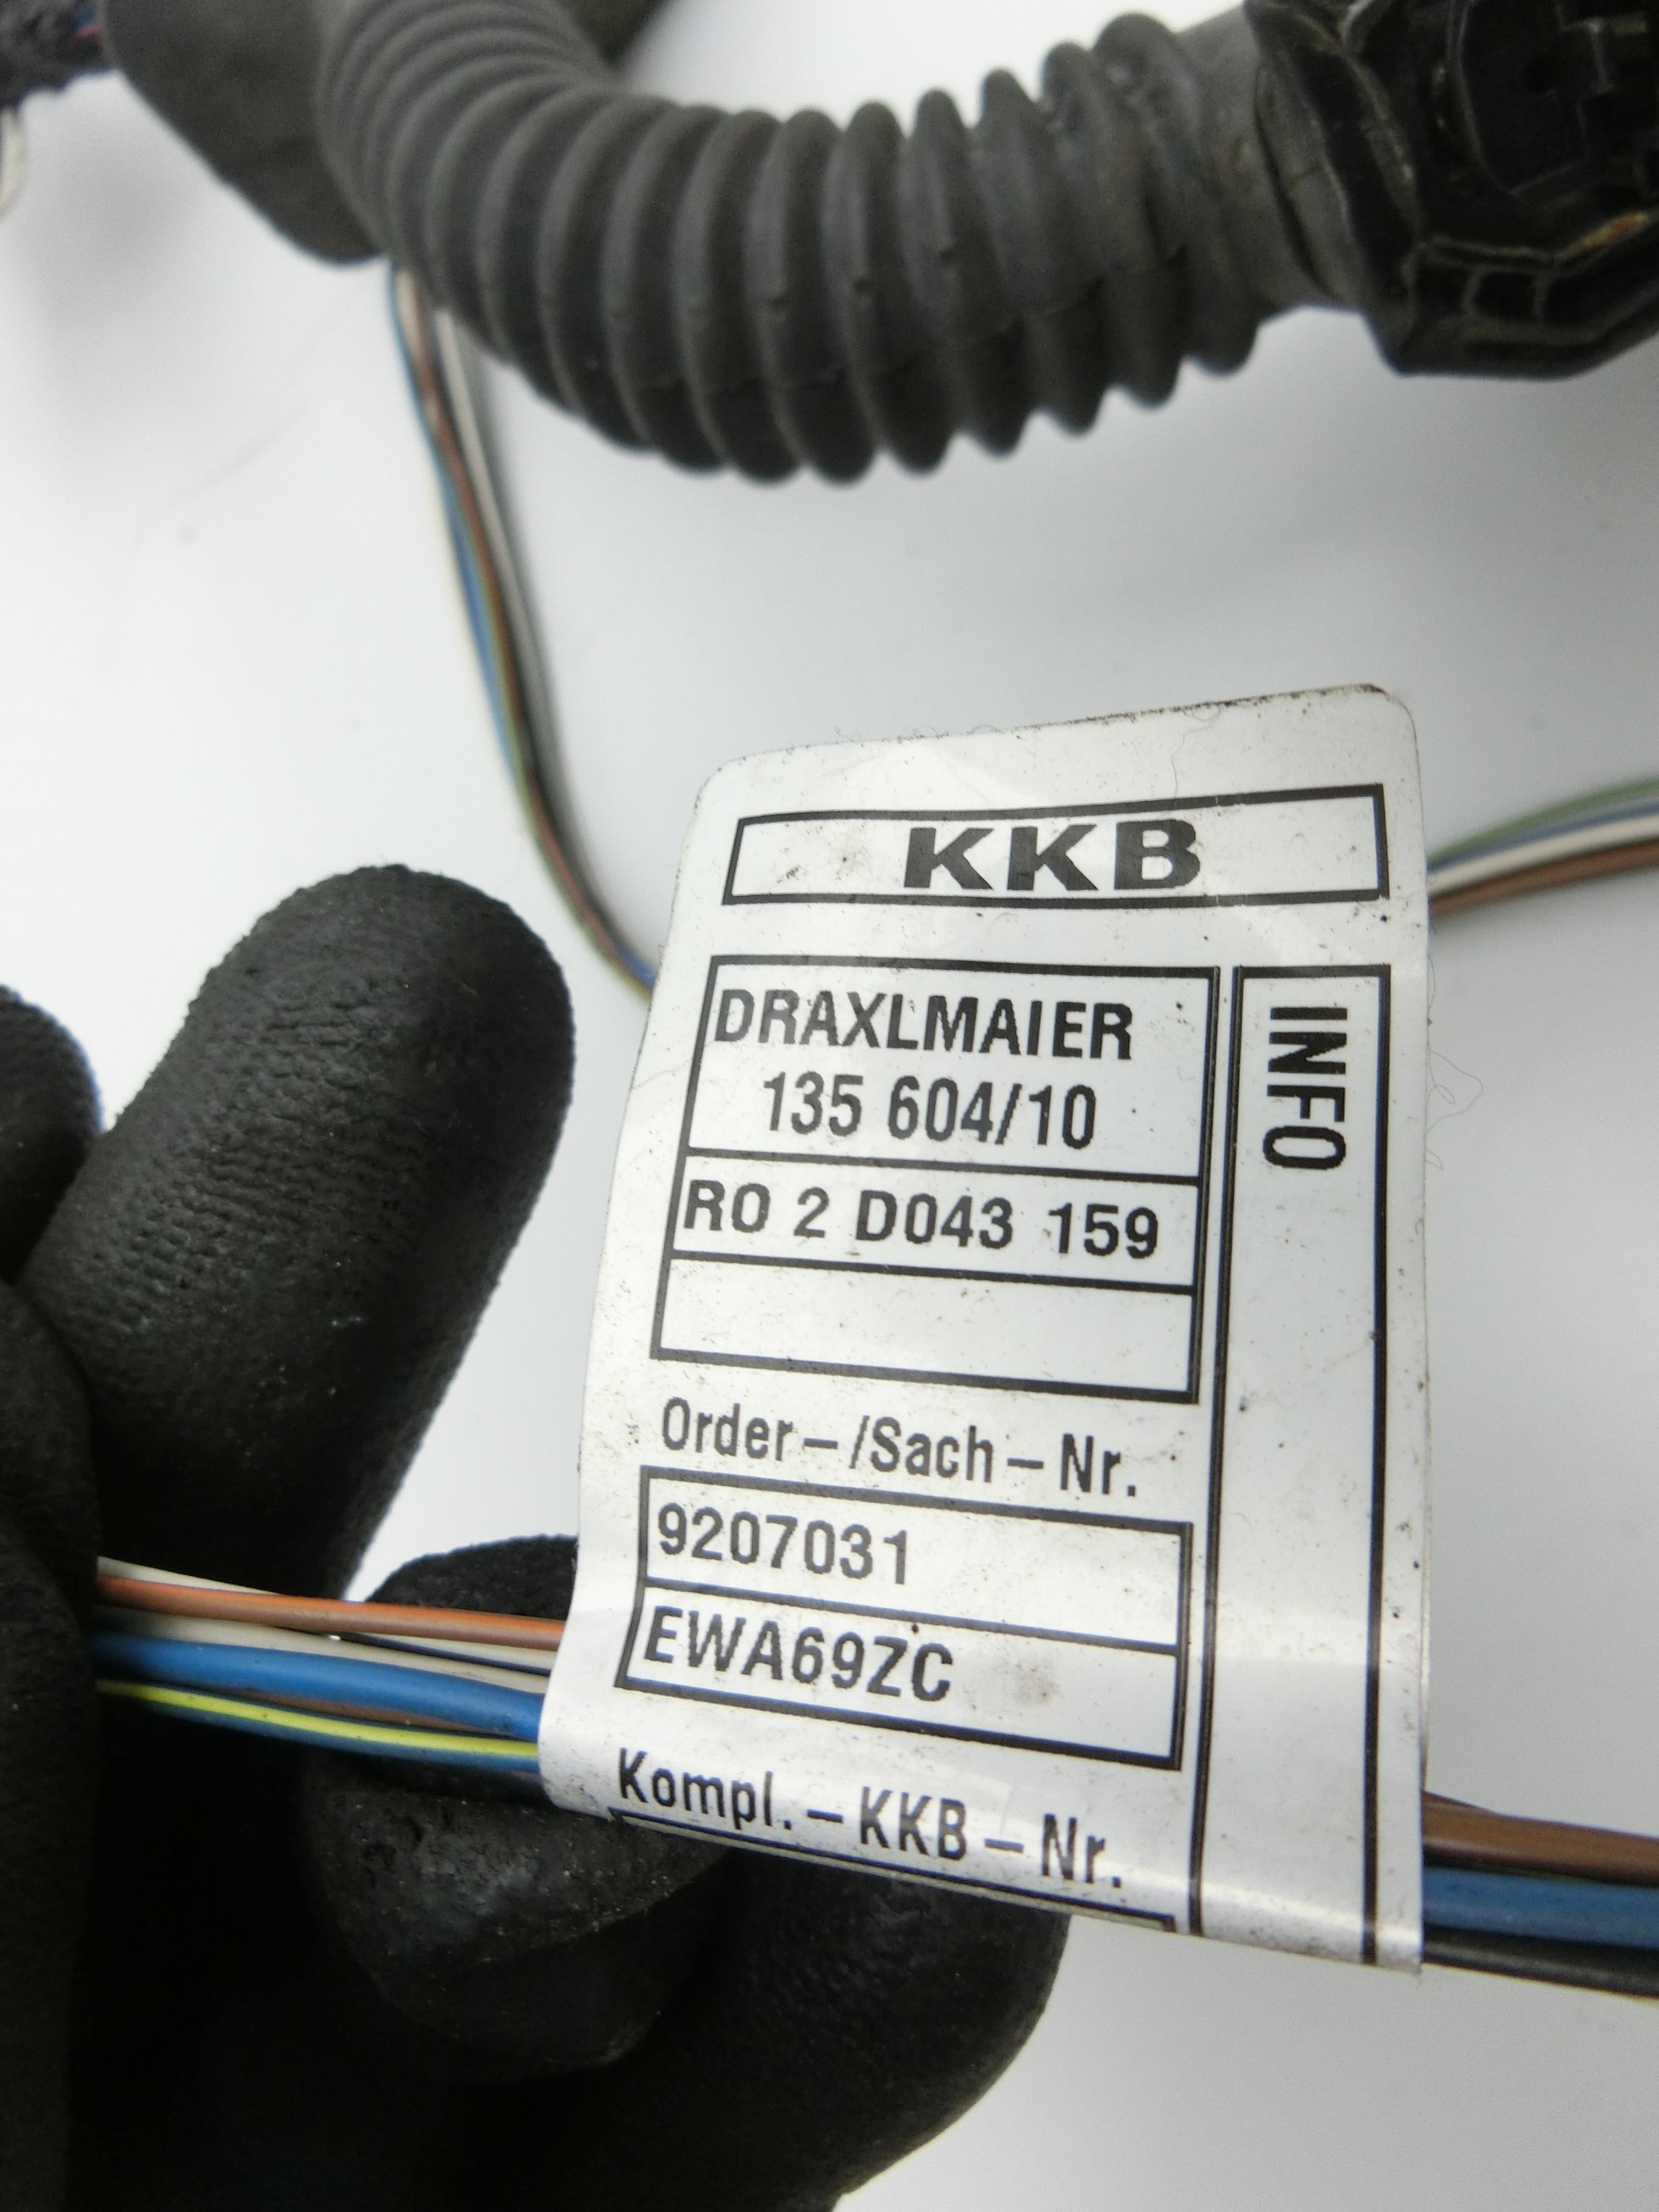 KKB
DRAXLMAIER
135 604/10
RO 2 D043 159
INFO
Order-/Sach-Nr.
9207031
EWA69ZC
Kompl.-KKB-Nr.